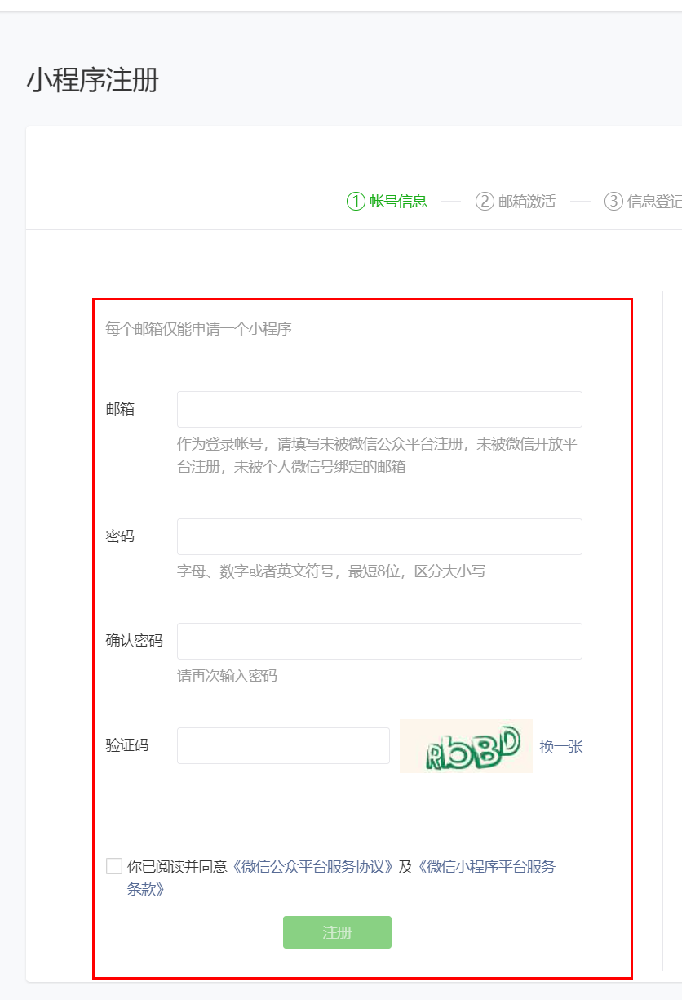 小程序注册
① 帐号信息 ② 邮箱激活 ③ 信息登记
每个邮箱仅能申请一个小程序
邮箱
作为登录帐号，请填写未被微信公众平台注册，未被微信开放平
台注册，未被个人微信号绑定的邮箱
密码
字母、数字或者英文符号，最短8位，区分大小写
确认密码
请再次输入密码
验证码 RbBD 换一张
你已阅读并同意《微信公众平台服务协议》及《微信小程序平台服务
条款》
注册